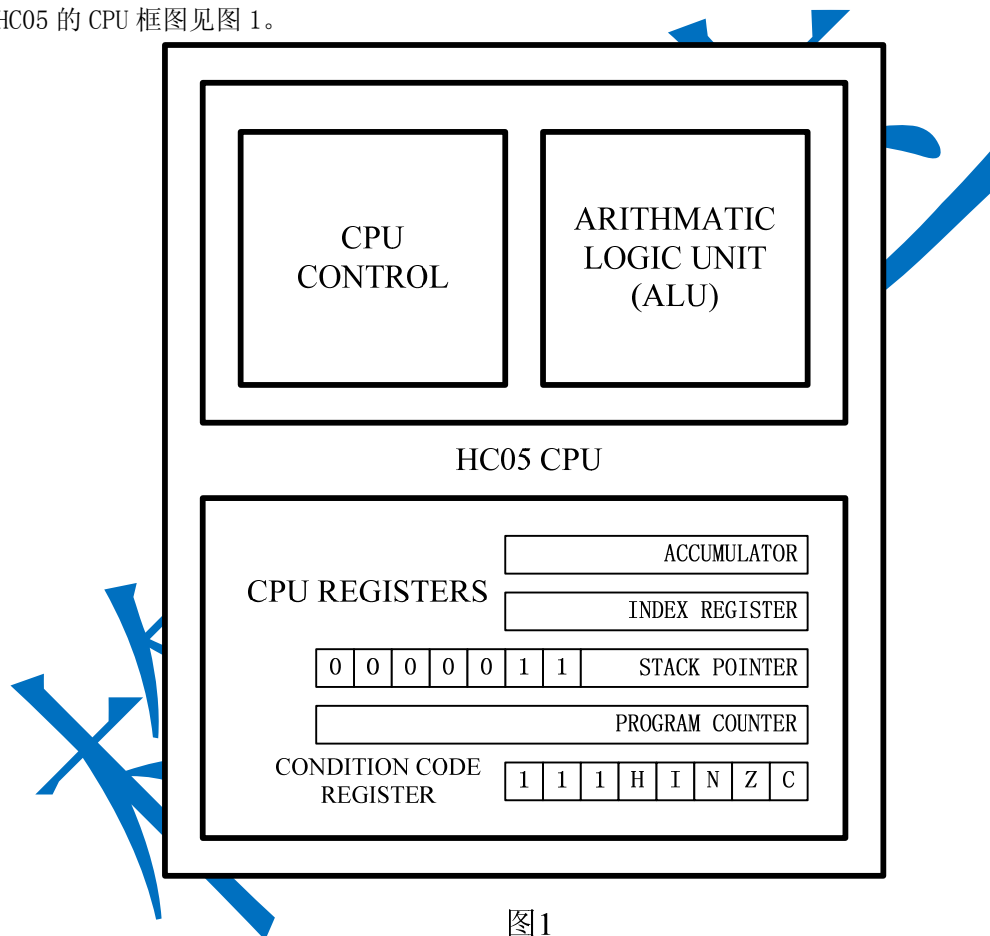 HC05 的 CPU 框图见图 1。
CPU
CONTROL
ARITHMATIC
LOGIC UNIT
(ALU)
HC05 CPU
CPU REGISTERS
ACCUMULATOR
INDEX REGISTER
0 0 0 0 0 1 1 STACK POINTER
PROGRAM COUNTER
CONDITION CODE
REGISTER
1 1 1 H I N Z C
图1